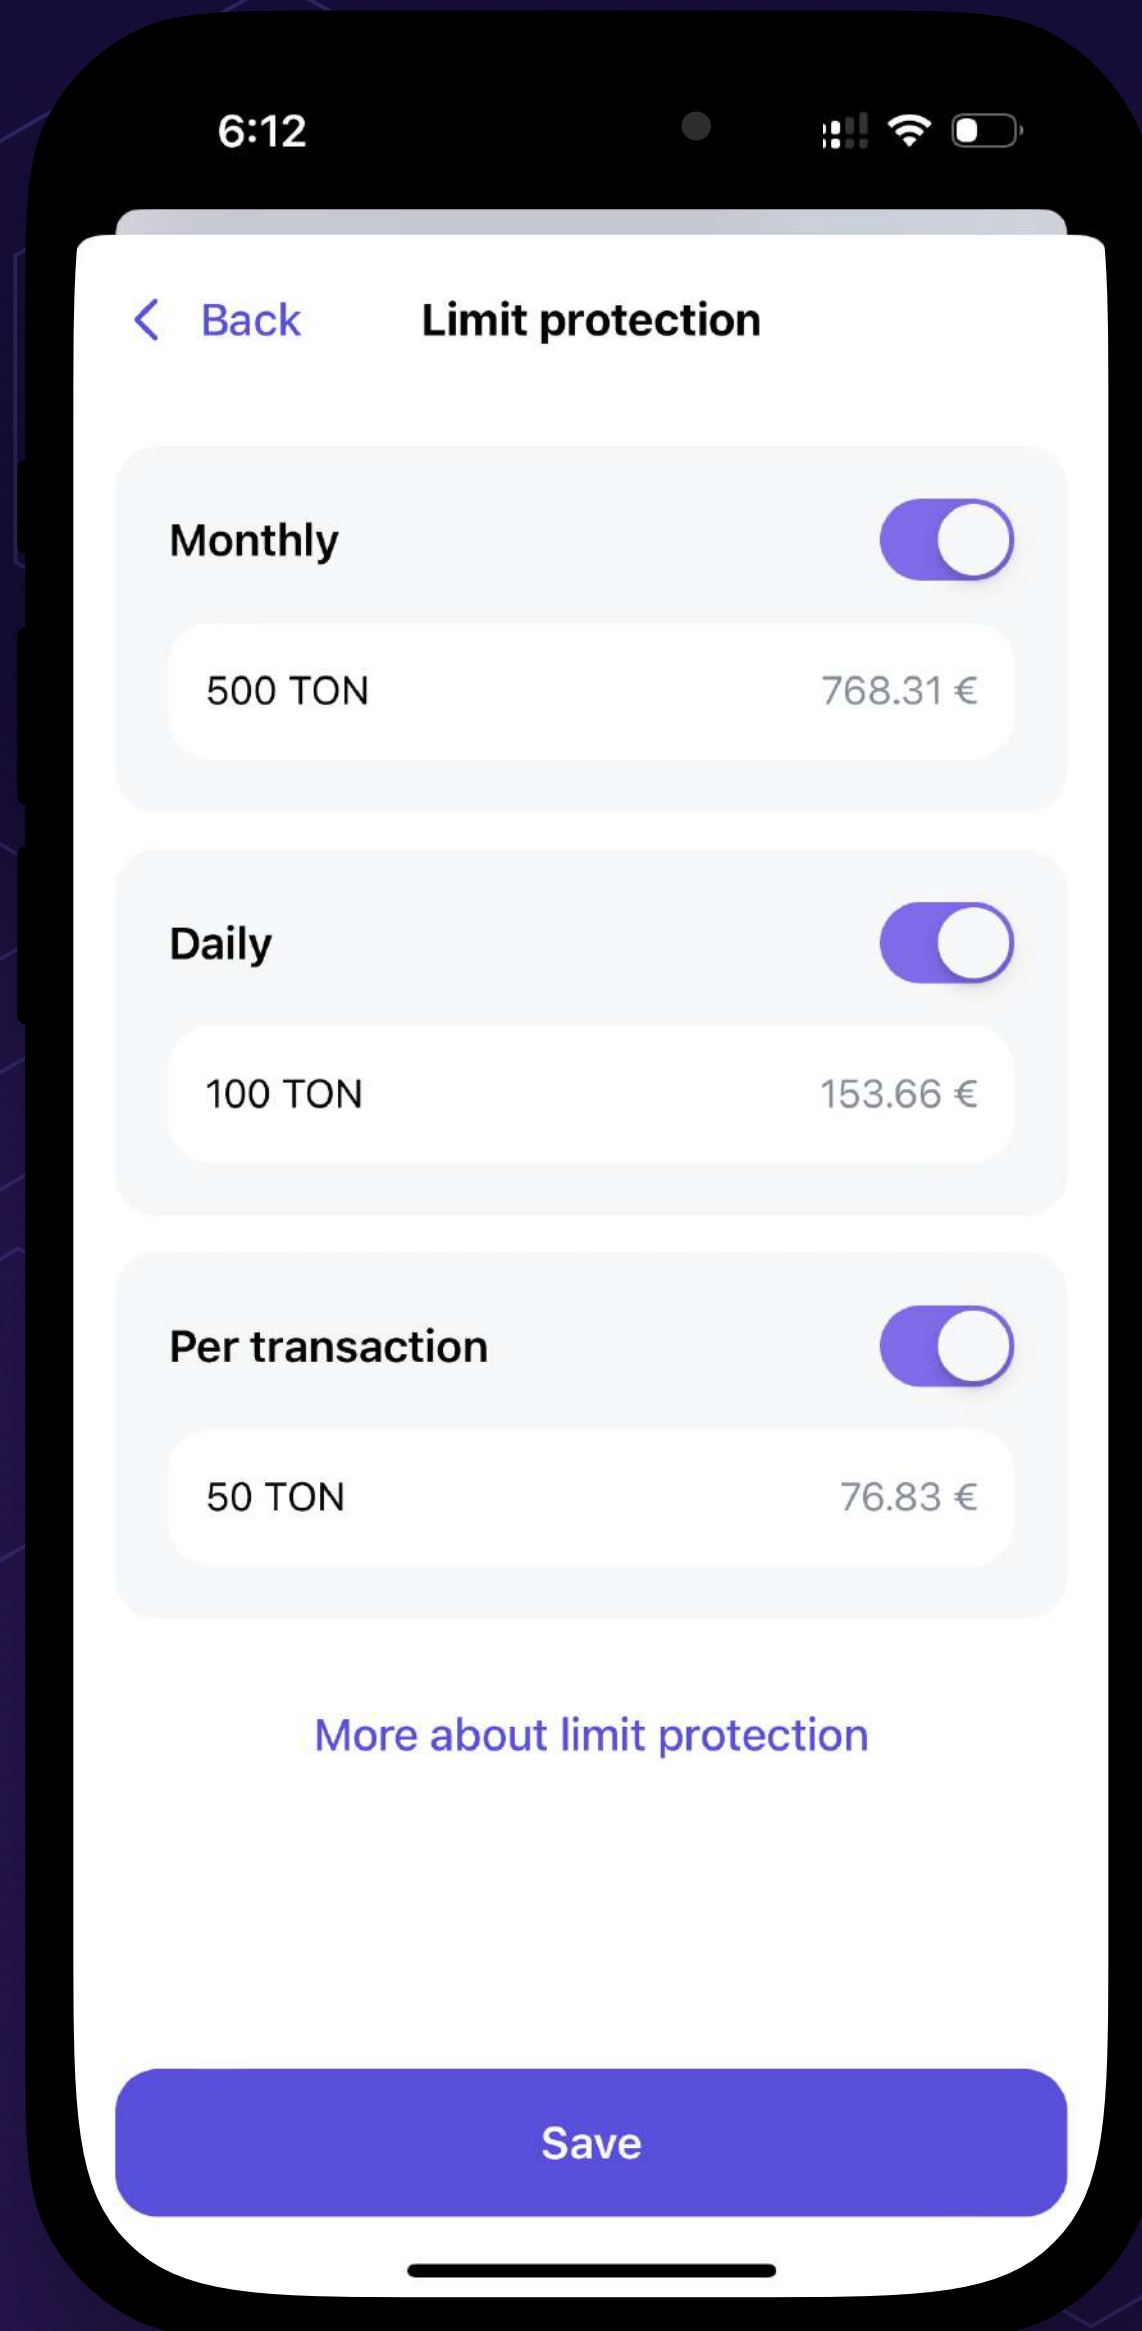 6:12
Back Limit protection
Monthly
500 TON 768.31 €
Daily
100 TON 153.66 €
Per transaction
50 TON 76.83 €
More about limit protection
Save